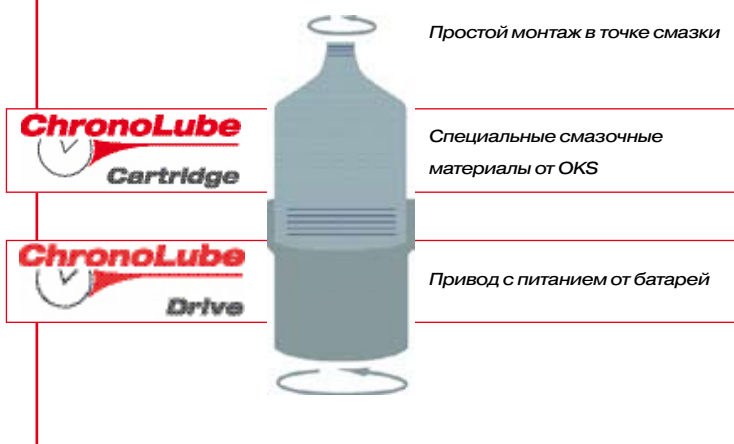 Простой монтаж в точке смазки
ChronoLube
Cartridge
Специальные смазочные
материалы от OKS
ChronoLube
Drive
Привод с питанием от батарей